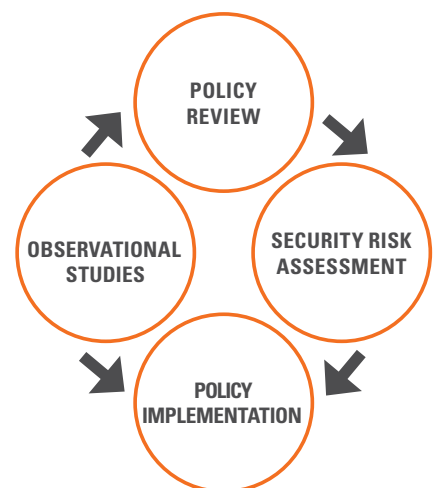 POLICY
REVIEW
OBSERVATIONAL
STUDIES
SECURITY RISK
ASSESSMENT
POLICY
IMPLEMENTATION